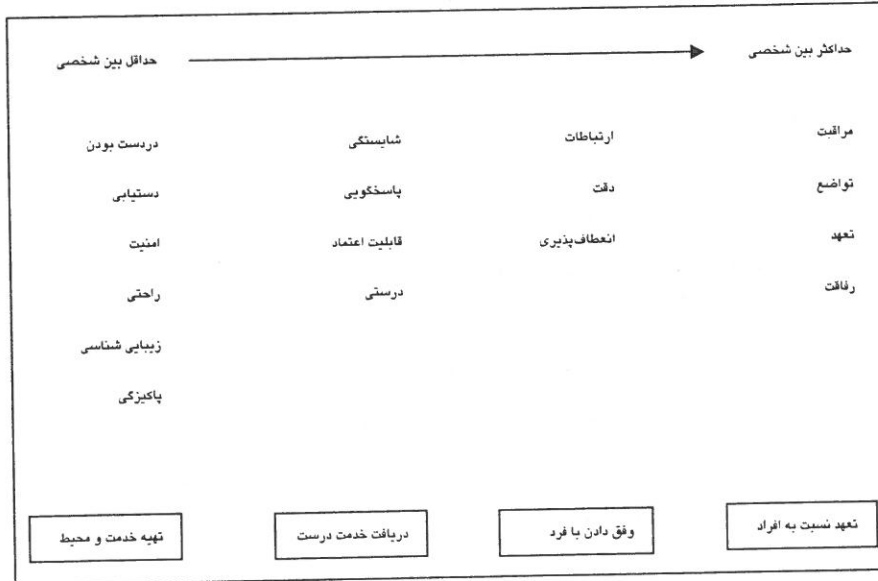 حداکثر بین شخصی
حداقل بین شخصی
مراقبت
ارتباطات
شایستگی
دردست بودن
تواضع
دقت
پاسخگویی
دستیابی
تعهد
انعطاف‌پذیری
قابلیت اعتماد
امنیت
رفاقت
درستی
راحتی
زیبایی شناسی
پاکیزگی
تعهد نسبت به افراد
وفق دادن با فرد
دریافت خدمت درست
تهیه خدمت و محیط